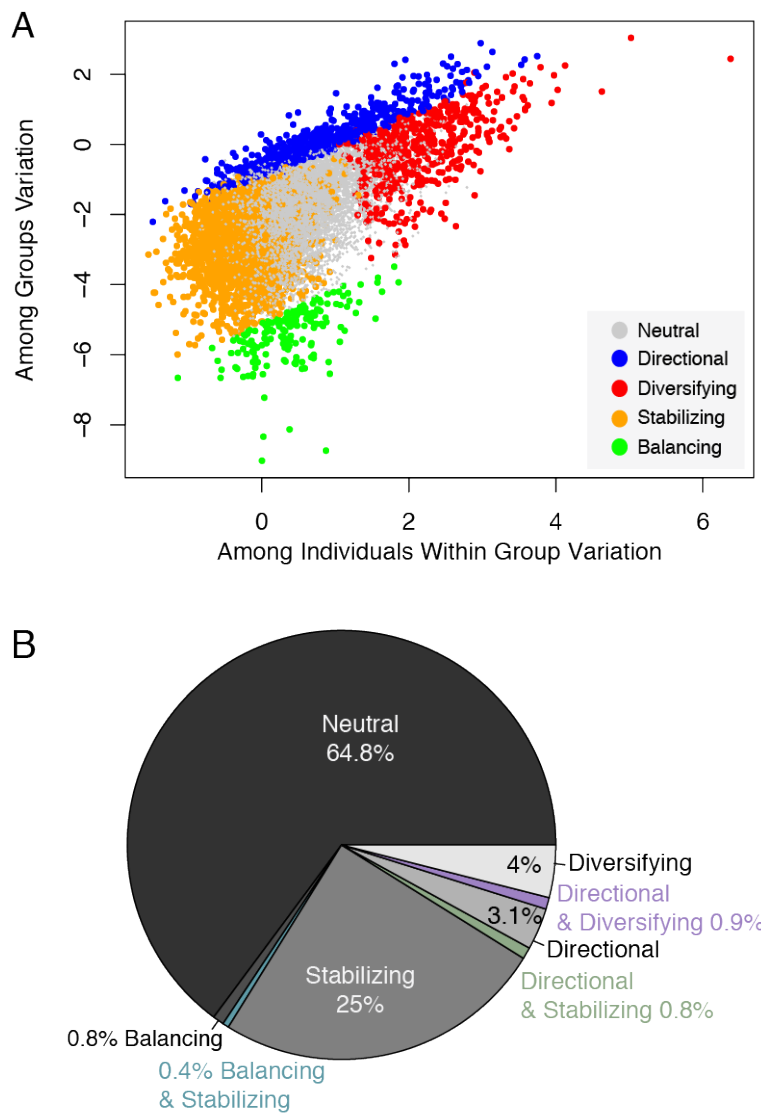 A
Among Groups Variation
2
0
−2
−4
−6
−8
Neutral
Directional
Diversifying
Stabilizing
Balancing
0
2
4
6
Among Individuals Within Group Variation
B
Neutral
64.8%
4%
Diversifying
Directional
& Diversifying 0.9%
3.1%
Directional
Stabilizing
25%
Directional
& Stabilizing 0.8%
0.8% Balancing
0.4% Balancing
& Stabilizing